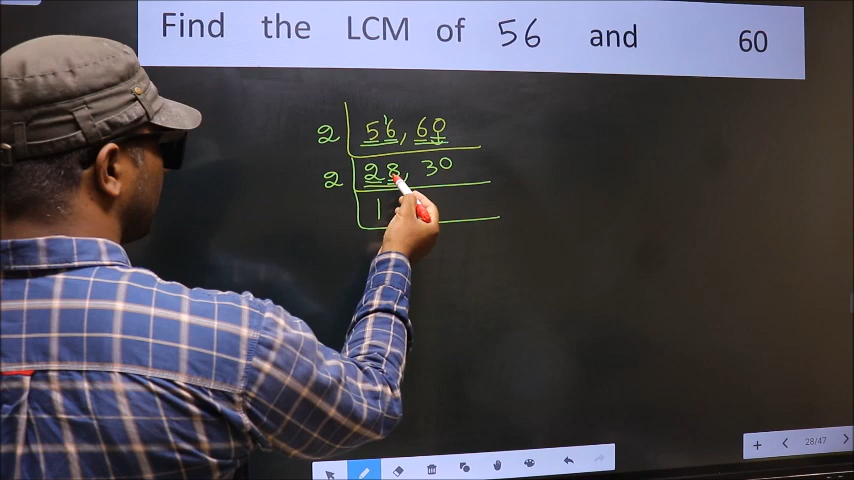 Find the LCM of 56 and 60
2 56, 60
2 28, 30
1
28/47